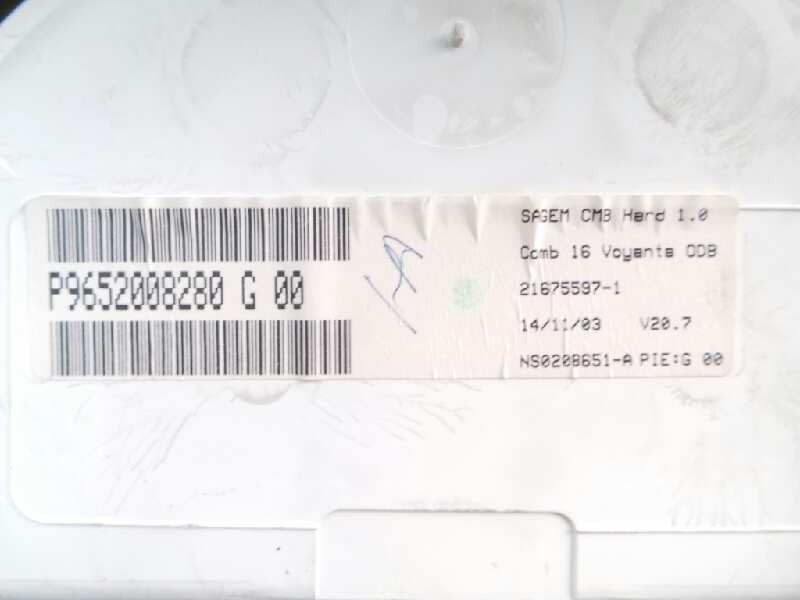 P9652008280 G 00
SAGEM CMB Hard 1.0
Comb 16 Voyants ODB
21675597-1
14/11/03 V20.7
NS0208651-A PIE:G 00